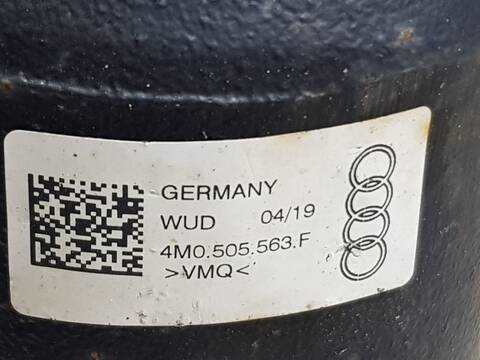 GERMANY
WUD 04/19
4M0.505.563.F
>VMQ<